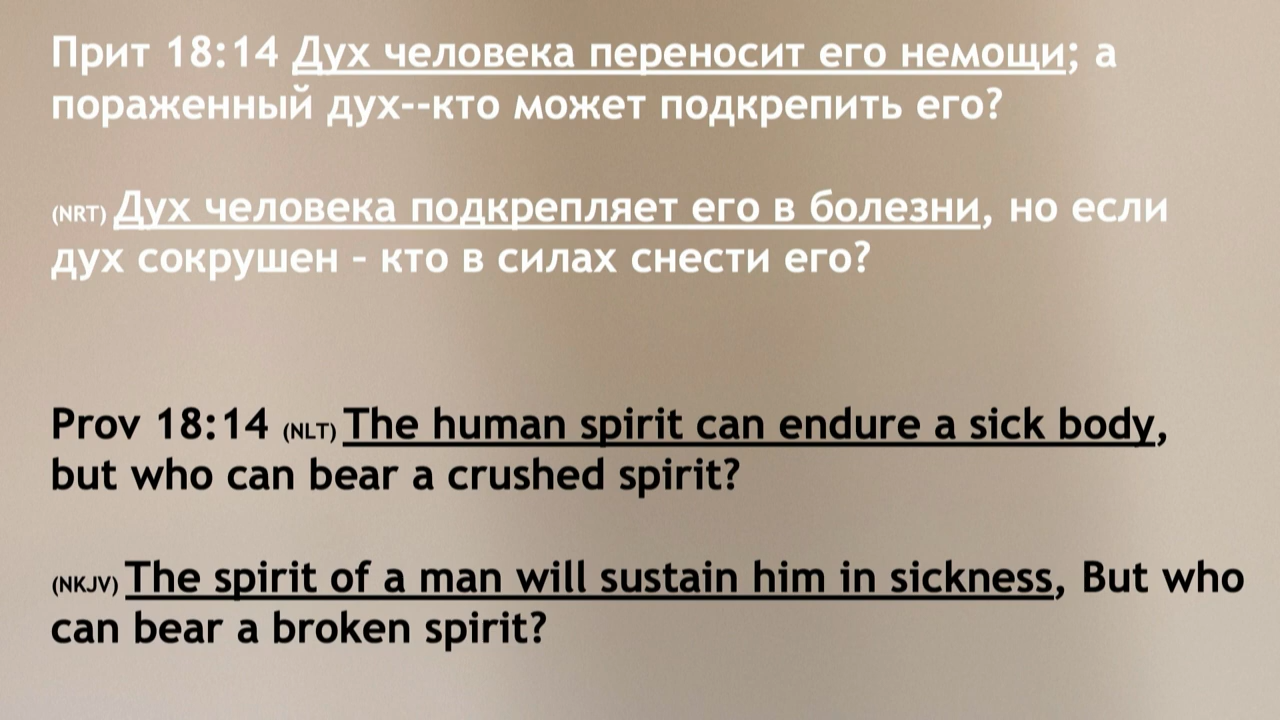 Прит 18:14 Дух человека переносит его немощи; а
пораженный дух--кто может подкрепить его?
(NRT) Дух человека подкрепляет его в болезни, но если
дух сокрушен – кто в силах снести его?
Prov 18:14 (NLT) The human spirit can endure a sick body,
but who can bear a crushed spirit?
(NKJV) The spirit of a man will sustain him in sickness, But who
can bear a broken spirit?